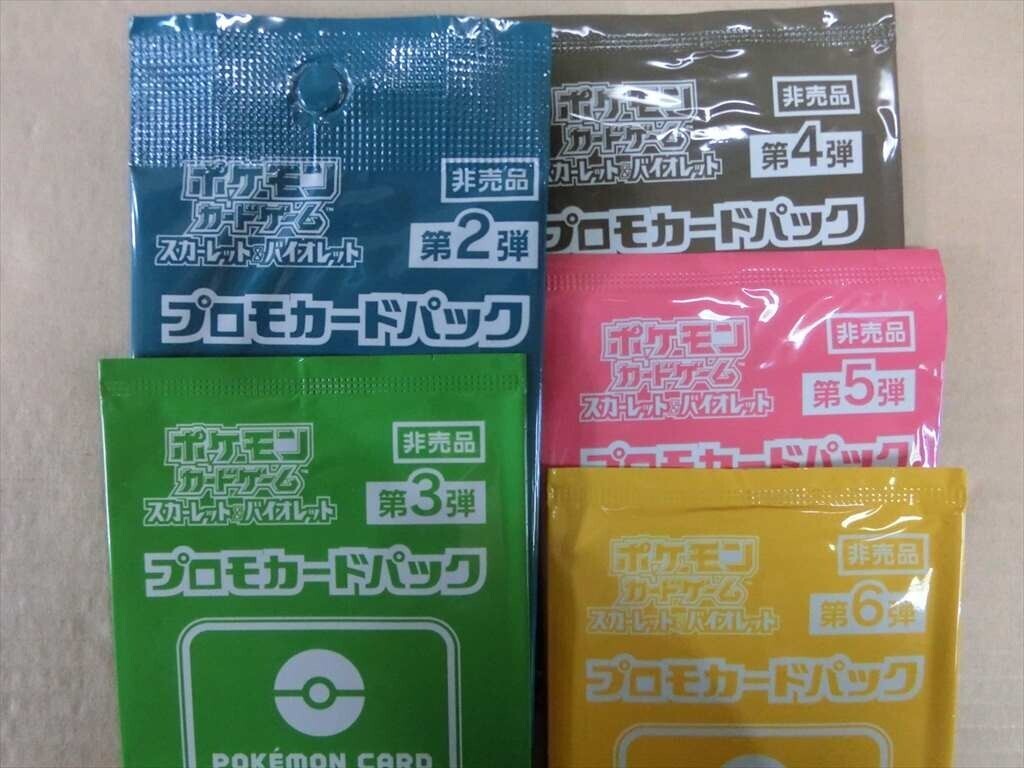 ポケモン
カードゲーム
スカーレット&バイオレット
非売品
第2弾
プロモカードパック
ポケモン
カードゲーム
スカーレット&バイオレット
非売品
第4弾
プロモカードパック
ポケモン
カードゲーム
スカーレット&バイオレット
非売品
第3弾
プロモカードパック
POKÉMON CARD
ポケモン
カードゲーム
スカーレット&バイオレット
非売品
第5弾
プロモカードパック
ポケモン
カードゲーム
スカーレット&バイオレット
非売品
第6弾
プロモカードパック